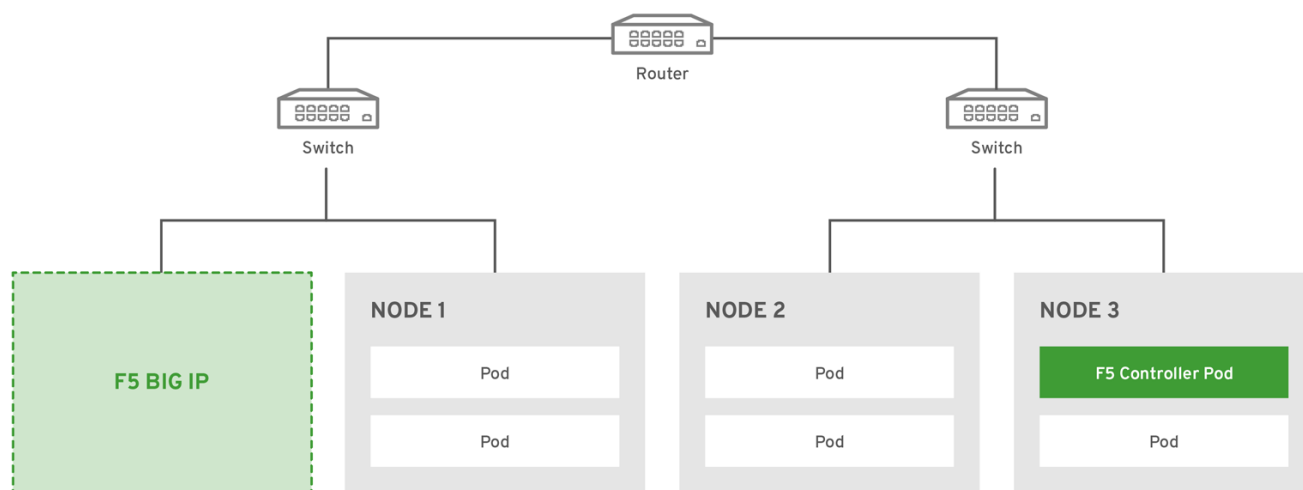 Router
Switch
Switch
F5 BIG IP
NODE 1
Pod
Pod
NODE 2
Pod
Pod
NODE 3
F5 Controller Pod
Pod